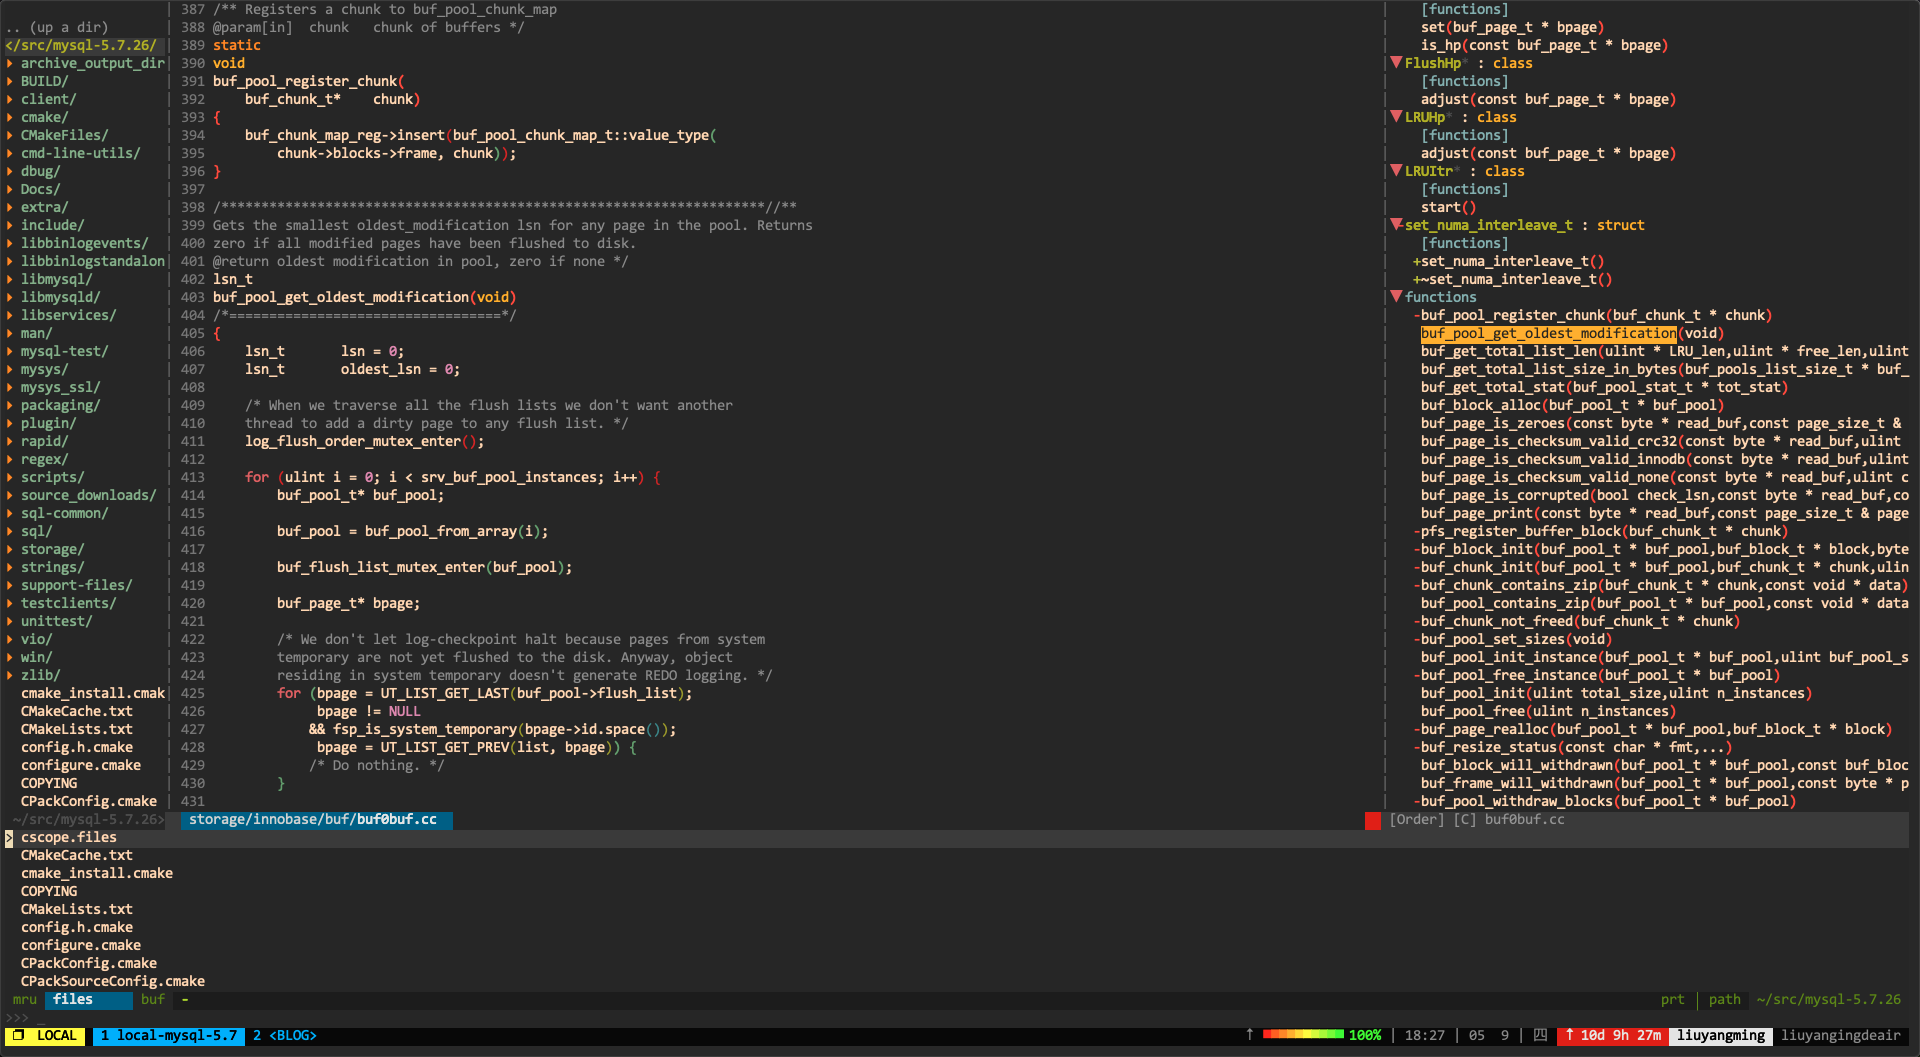 .. (up a dir)
</src/mysql-5.7.26/
archive_output_dir
BUILD/
client/
cmake/
CMakeFiles/
cmd-line-utils/
dbug/
Docs/
extra/
include/
libbinlogevents/
libbinlogstandalon
libmysql/
libmysqld/
libservices/
man/
mysql-test/
mysys/
mysys_ssl/
packaging/
plugin/
rapid/
regex/
scripts/
source_downloads/
sql-common/
sql/
storage/
strings/
support-files/
testclients/
unittest/
vio/
win/
zlib/
cmake_install.cmak
CMakeCache.txt
CMakeLists.txt
config.h.cmake
configure.cmake
COPYING
CPackConfig.cmake
~/src/mysql-5.7.26>
387 /** Registers a chunk to buf_pool_chunk_map
388 @param[in]  chunk   chunk of buffers */
389 static
390 void
391 buf_pool_register_chunk(
392     buf_chunk_t*    chunk)
393 {
394     buf_chunk_map_reg->insert(buf_pool_chunk_map_t::value_type(
395         chunk->blocks->frame, chunk));
396 }
397
398 /********************************************************************//**
399 Gets the smallest oldest_modification lsn for any page in the pool. Returns
400 zero if all modified pages have been flushed to disk.
401 @return oldest modification in pool, zero if none */
402 lsn_t
403 buf_pool_get_oldest_modification(void)
404 /*==================================*/
405 {
406     lsn_t       lsn = 0;
407     lsn_t       oldest_lsn = 0;
408
409     /* When we traverse all the flush lists we don't want another
410     thread to add a dirty page to any flush list. */
411     log_flush_order_mutex_enter();
412
413     for (ulint i = 0; i < srv_buf_pool_instances; i++) {
414         buf_pool_t* buf_pool;
415
416         buf_pool = buf_pool_from_array(i);
417
418         buf_flush_list_mutex_enter(buf_pool);
419
420         buf_page_t* bpage;
421
422         /* We don't let log-checkpoint halt because pages from system
423         temporary are not yet flushed to the disk. Anyway, object
424         residing in system temporary doesn't generate REDO logging. */
425         for (bpage = UT_LIST_GET_LAST(buf_pool->flush_list);
426              bpage != NULL
427             && fsp_is_system_temporary(bpage->id.space());
428              bpage = UT_LIST_GET_PREV(list, bpage)) {
429             /* Do nothing. */
430         }
431
storage/innobase/buf/buf0buf.cc
[functions]
set(buf_page_t * bpage)
is_hp(const buf_page_t * bpage)
▼FlushHp* : class
[functions]
adjust(const buf_page_t * bpage)
▼LRUHp* : class
[functions]
adjust(const buf_page_t * bpage)
▼LRUItr* : class
[functions]
start()
▼-set_numa_interleave_t : struct
[functions]
+set_numa_interleave_t()
+~set_numa_interleave_t()
▼functions
-buf_pool_register_chunk(buf_chunk_t * chunk)
buf_pool_get_oldest_modification(void)
buf_get_total_list_len(ulint * LRU_len,ulint * free_len,ulint
buf_get_total_list_size_in_bytes(buf_pools_list_size_t * buf_
buf_get_total_stat(buf_pool_stat_t * tot_stat)
buf_block_alloc(buf_pool_t * buf_pool)
buf_page_is_zeroes(const byte * read_buf,const page_size_t &
buf_page_is_checksum_valid_crc32(const byte * read_buf,ulint
buf_page_is_checksum_valid_innodb(const byte * read_buf,ulint
buf_page_is_checksum_valid_none(const byte * read_buf,ulint c
buf_page_is_corrupted(bool check_lsn,const byte * read_buf,co
buf_page_print(const byte * read_buf,const page_size_t & page
-pfs_register_buffer_block(buf_chunk_t * chunk)
-buf_block_init(buf_pool_t * buf_pool,buf_block_t * block,byte
-buf_chunk_init(buf_pool_t * buf_pool,buf_chunk_t * chunk,ulin
-buf_chunk_contains_zip(buf_chunk_t * chunk,const void * data)
buf_pool_contains_zip(buf_pool_t * buf_pool,const void * data
-buf_chunk_not_freed(buf_chunk_t * chunk)
-buf_pool_set_sizes(void)
buf_pool_init_instance(buf_pool_t * buf_pool,ulint buf_pool_s
-buf_pool_free_instance(buf_pool_t * buf_pool)
buf_pool_init(ulint total_size,ulint n_instances)
buf_pool_free(ulint n_instances)
-buf_page_realloc(buf_pool_t * buf_pool,buf_block_t * block)
-buf_resize_status(const char * fmt,...)
buf_block_will_withdrawn(buf_pool_t * buf_pool,const buf_bloc
buf_frame_will_withdrawn(buf_pool_t * buf_pool,const byte * p
-buf_pool_withdraw_blocks(buf_pool_t * buf_pool)
[Order] [C] buf0buf.cc
> cscope.files
CMakeCache.txt
cmake_install.cmake
COPYING
CMakeLists.txt
config.h.cmake
configure.cmake
CPackConfig.cmake
CPackSourceConfig.cmake
mru files buf - prt | path ~/src/mysql-5.7.26
>>> _
LOCAL 1 local-mysql-5.7 2 <BLOG> ↑ 100% | 18:27 | 05 9 | 四 ↑ 10d 9h 27m liuyangming liuyangingdeair